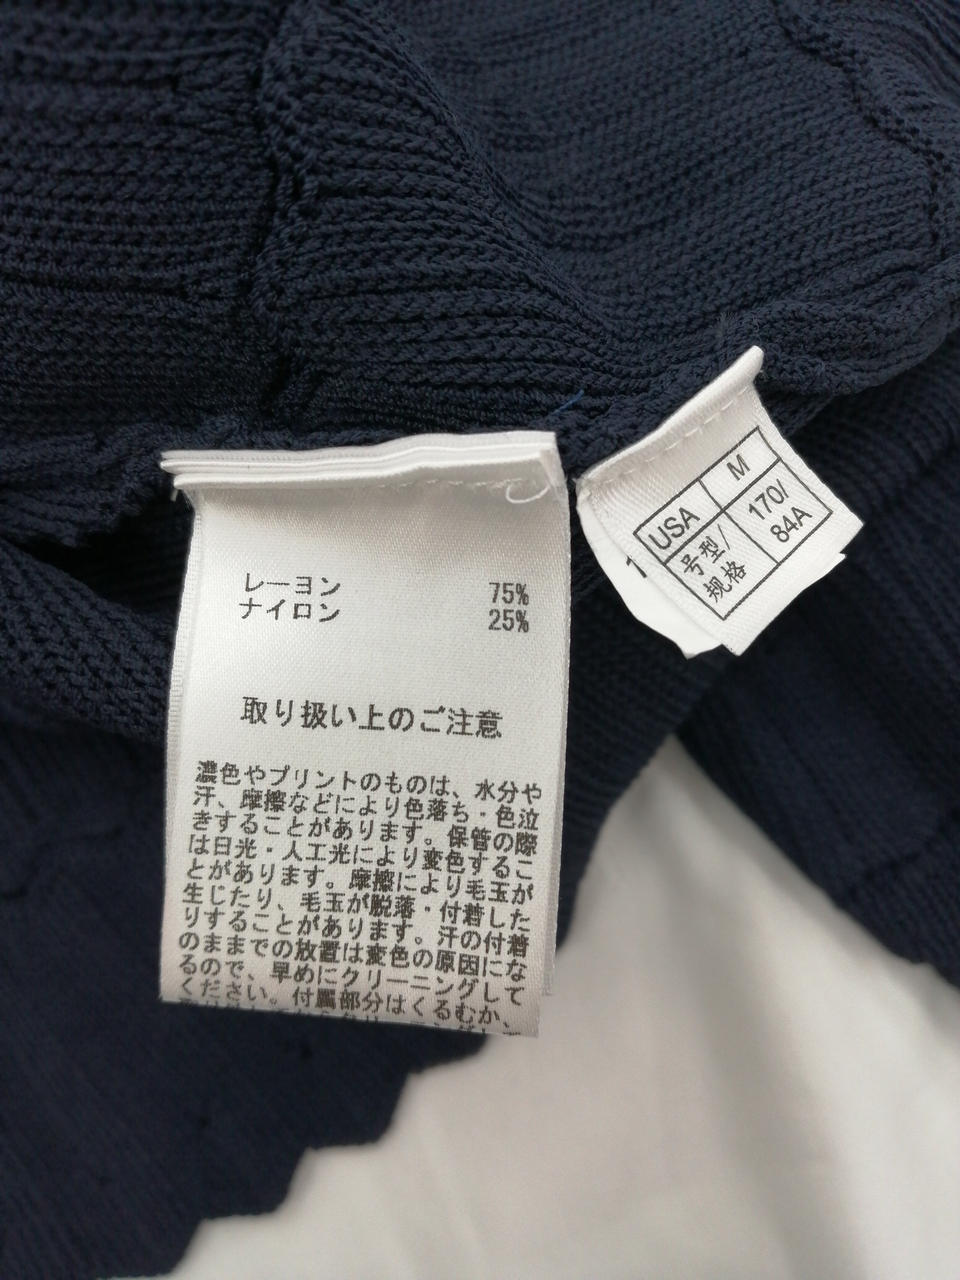 レーヨン 75%
ナイロン 25%
取り扱い上のご注意
濃色やプリントのものは、水分や
汗、摩擦などにより色落ち・色泣
きすることがあります。保管の際
は日光・人工光により変色するこ
とがあります。摩擦により毛玉が
生じたり、毛玉が脱落・付着した
りすることがあります。汗の付着
のままでの放置は変色の原因にな
るので、早めにクリーニングして
ください。付属部分はくるむか、
USA M
号型/ 170/
规格 84A
1